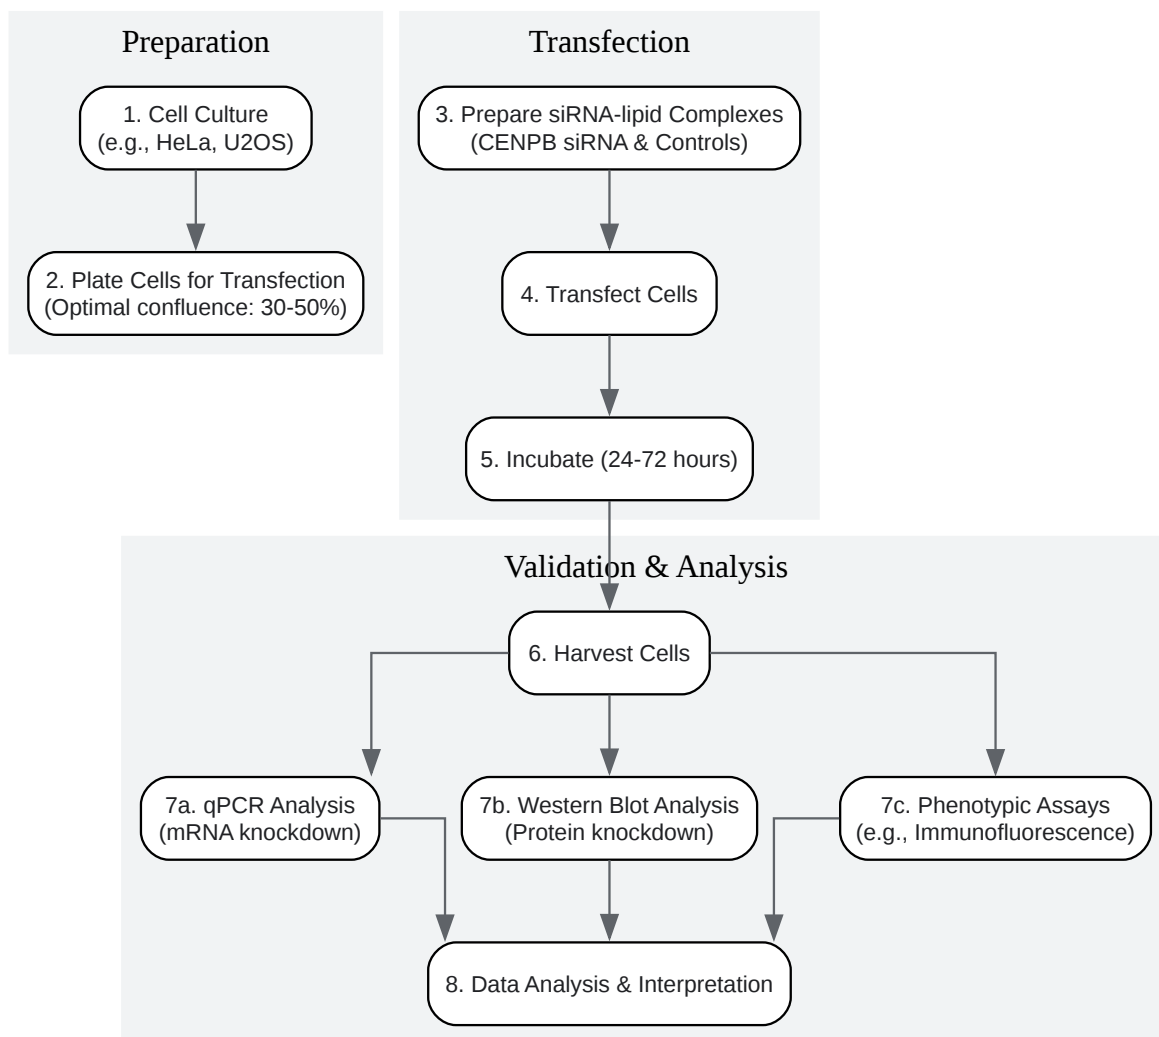 Preparation
1. Cell Culture
(e.g., HeLa, U2OS)
2. Plate Cells for Transfection
(Optimal confluence: 30-50%)
Transfection
3. Prepare siRNA-lipid Complexes
(CENPB siRNA & Controls)
4. Transfect Cells
5. Incubate (24-72 hours)
Validation & Analysis
6. Harvest Cells
7a. qPCR Analysis
(mRNA knockdown)
7b. Western Blot Analysis
(Protein knockdown)
7c. Phenotypic Assays
(e.g., Immunofluorescence)
8. Data Analysis & Interpretation